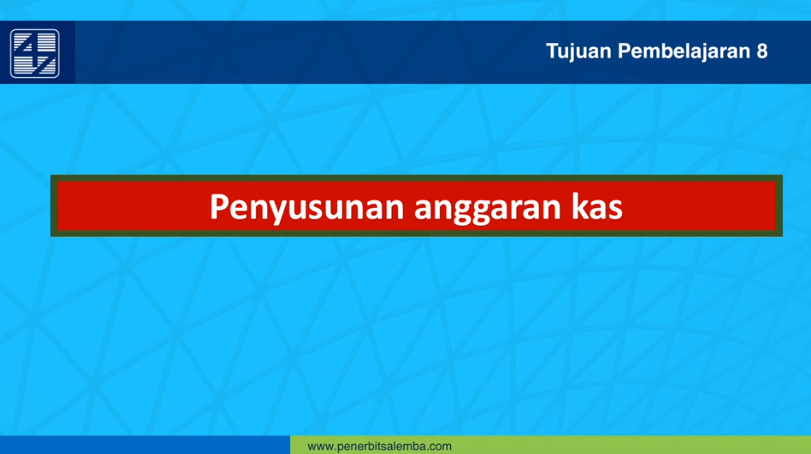 Tujuan Pembelajaran 8
Penyusunan anggaran kas
www.penerbitsalemba.com